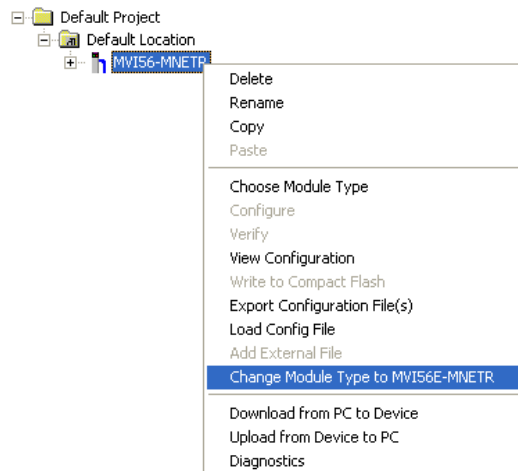 Default Project
Default Location
MVI56-MNETR
Delete
Rename
Copy
Paste
Choose Module Type
Configure
Verify
View Configuration
Write to Compact Flash
Export Configuration File(s)
Load Config File
Add External File
Change Module Type to MVI56E-MNETR
Download from PC to Device
Upload from Device to PC
Diagnostics